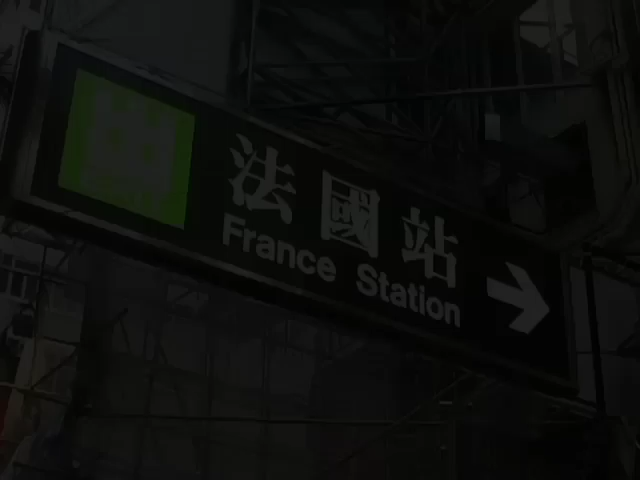 法國站
France Station